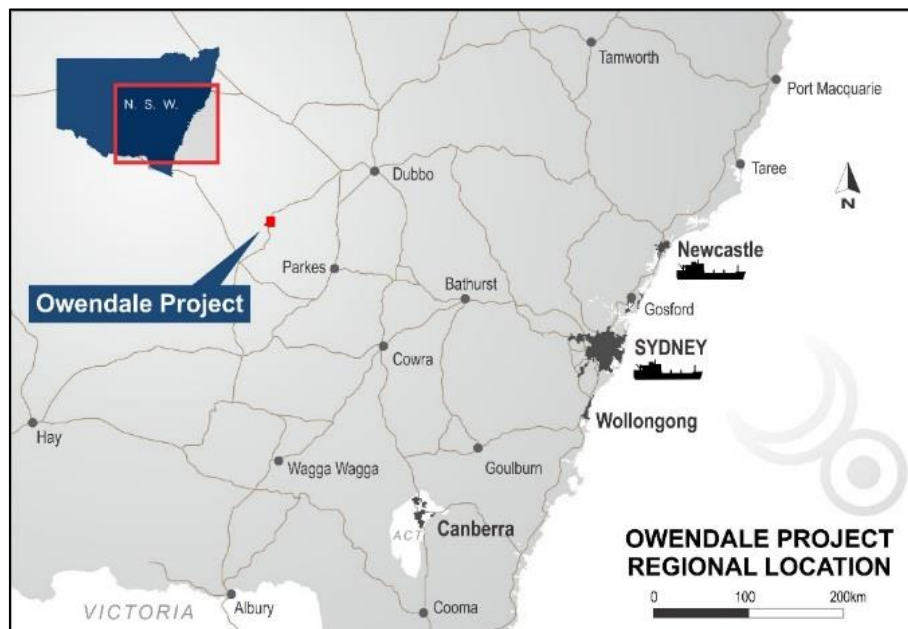 N. S. W.
Tamworth
Port Macquarie
Dubbo
Taree
N
Newcastle
Parkes
Bathurst
Owendale Project
Gosford
SYDNEY
Cowra
Wollongong
Hay
Wagga Wagga
Goulburn
Canberra
ACT
OWENDALE PROJECT
REGIONAL LOCATION
0 100 200km
VICTORIA
Albury
Cooma